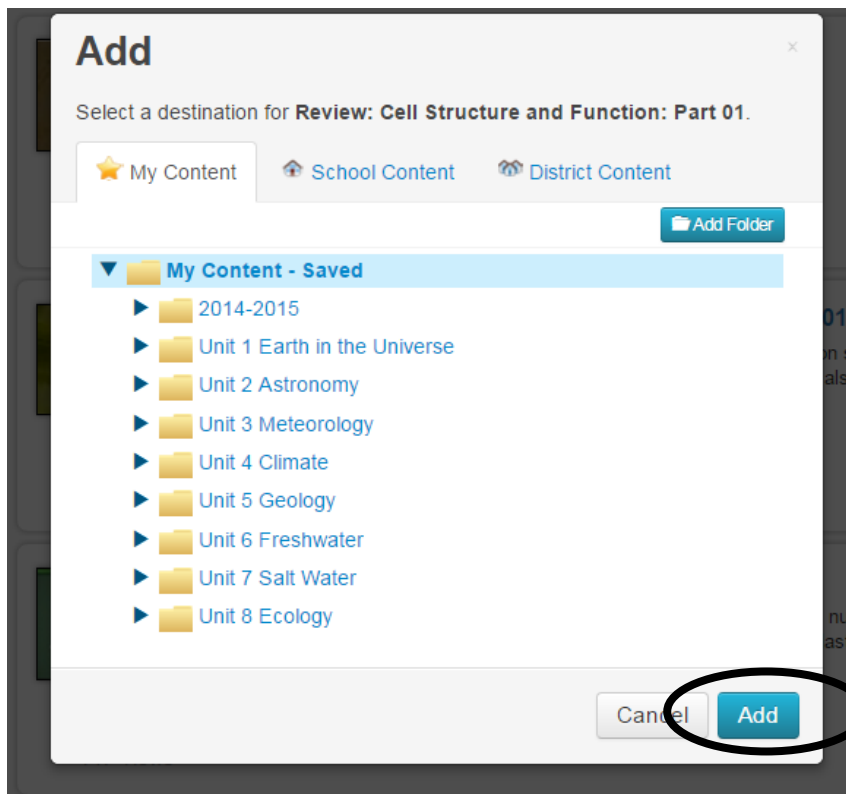 Add
×
Select a destination for Review: Cell Structure and Function: Part 01.
My Content School Content District Content
Add Folder
My Content - Saved
2014-2015
Unit 1 Earth in the Universe
Unit 2 Astronomy
Unit 3 Meteorology
Unit 4 Climate
Unit 5 Geology
Unit 6 Freshwater
Unit 7 Salt Water
Unit 8 Ecology
Cancel Add
01